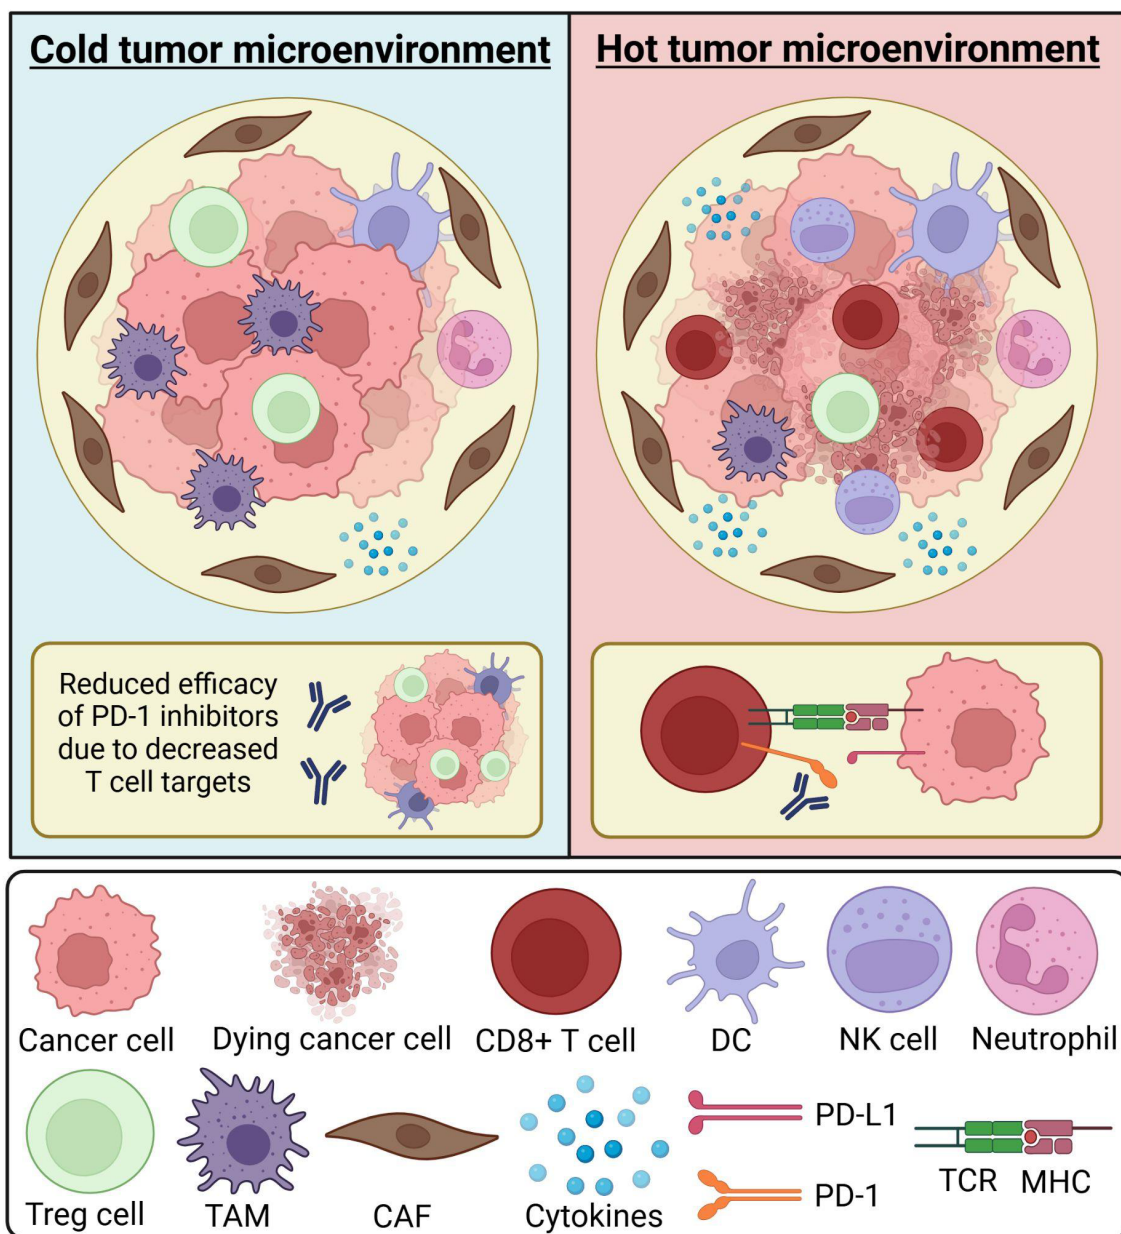 Cold tumor microenvironment
Hot tumor microenvironment
Reduced efficacy
of PD-1 inhibitors
due to decreased
T cell targets
Cancer cell
Dying cancer cell
CD8+ T cell
DC
NK cell
Neutrophil
Treg cell
TAM
CAF
Cytokines
PD-L1
PD-1
TCR
MHC